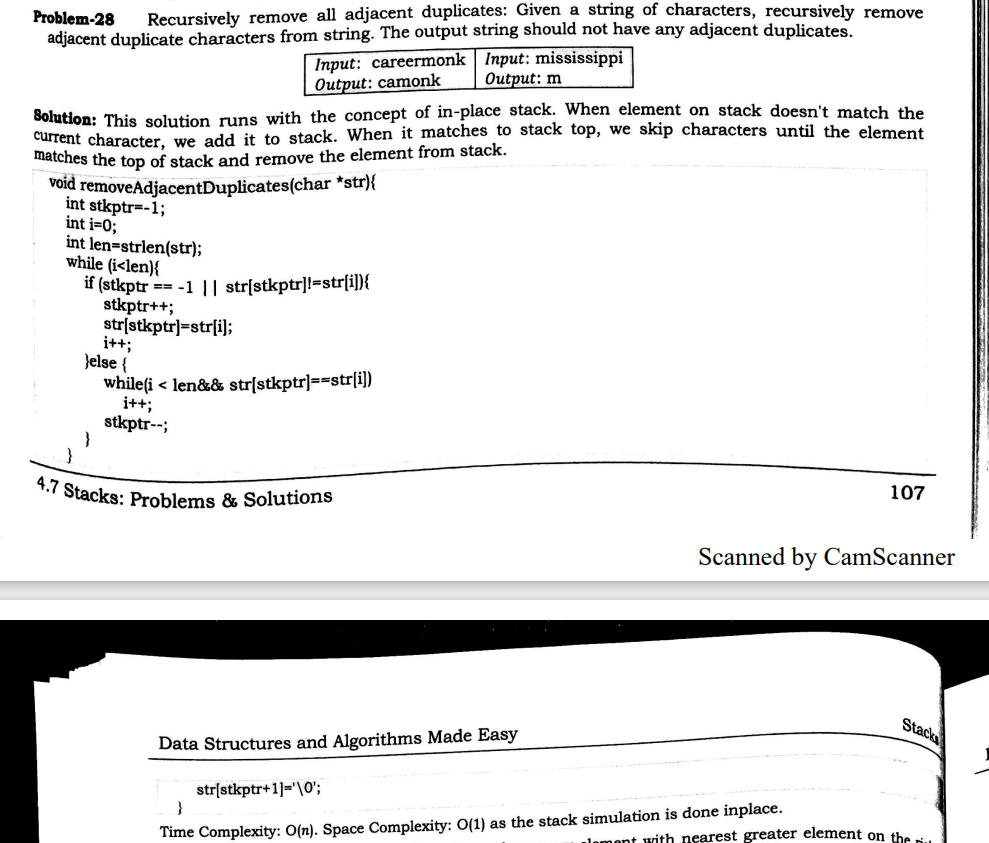 Problem-28 Recursively remove all adjacent duplicates: Given a string of characters, recursively remove
adjacent duplicate characters from string. The output string should not have any adjacent duplicates.
Input: careermonk Input: mississippi
Output: camonk Output: m
Solution: This solution runs with the concept of in-place stack. When element on stack doesn't match the
current character, we add it to stack. When it matches to stack top, we skip characters until the element
matches the top of stack and remove the element from stack.
void removeAdjacentDuplicates(char *str){
int stkptr=-1;
int i=0;
int len=strlen(str);
while (i<len){
if (stkptr == -1 || str[stkptr]!=str[i]){
stkptr++;
str[stkptr]=str[i];
i++;
}else {
while(i < len&& str[stkptr]==str[i])
i++;
stkptr--;
}
}
4.7 Stacks: Problems & Solutions 107
Scanned by CamScanner
Data Structures and Algorithms Made Easy Stacks
str[stkptr+1]='\0';
}
Time Complexity: O(n). Space Complexity: O(1) as the stack simulation is done inplace.
with nearest greater element on the